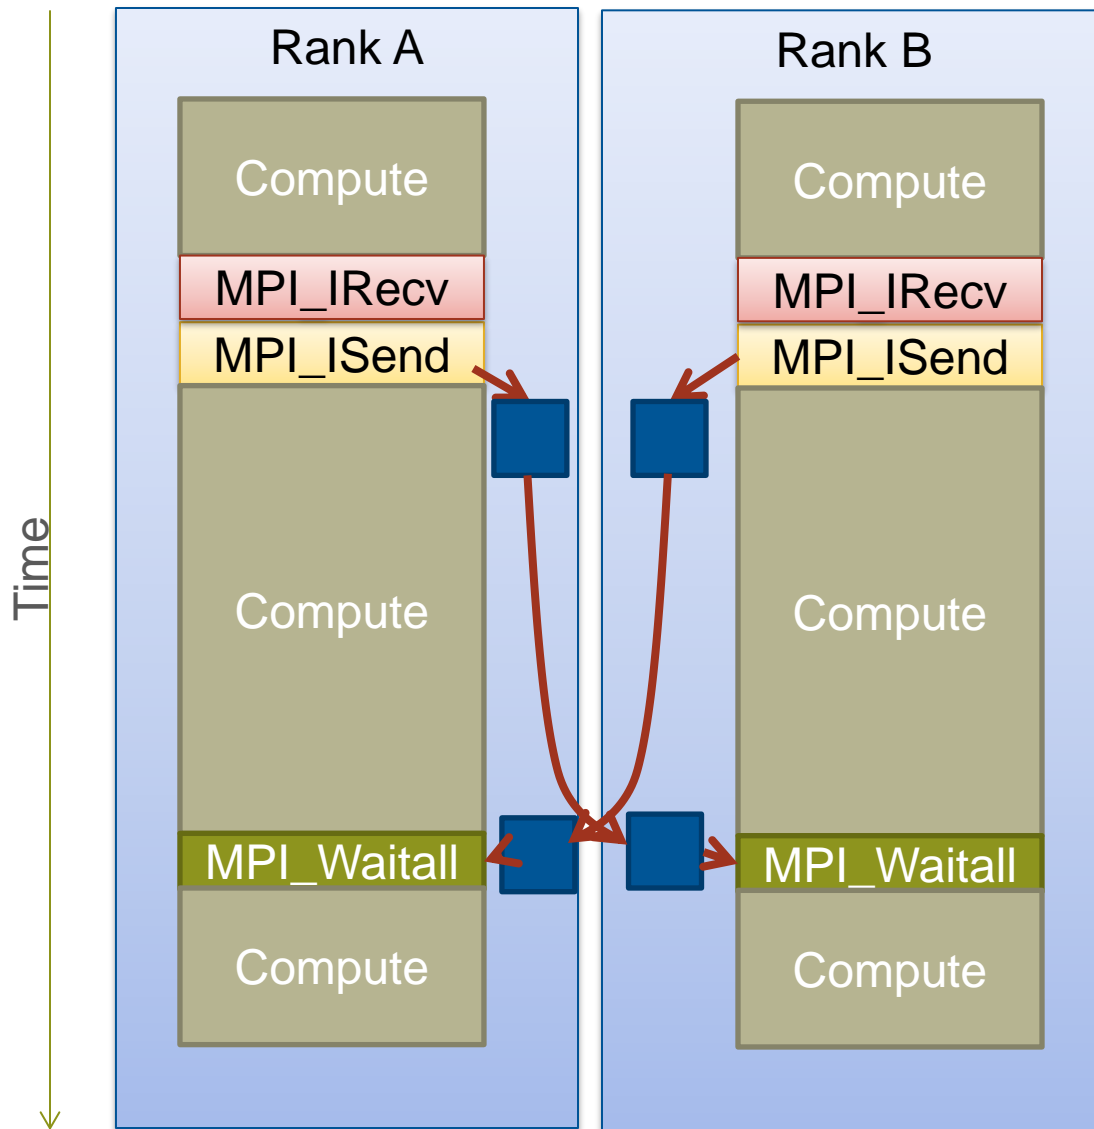 Time
Rank A
Compute
MPI_IRecv
MPI_ISend
Compute
MPI_Waitall
Compute
Rank B
Compute
MPI_IRecv
MPI_ISend
Compute
MPI_Waitall
Compute